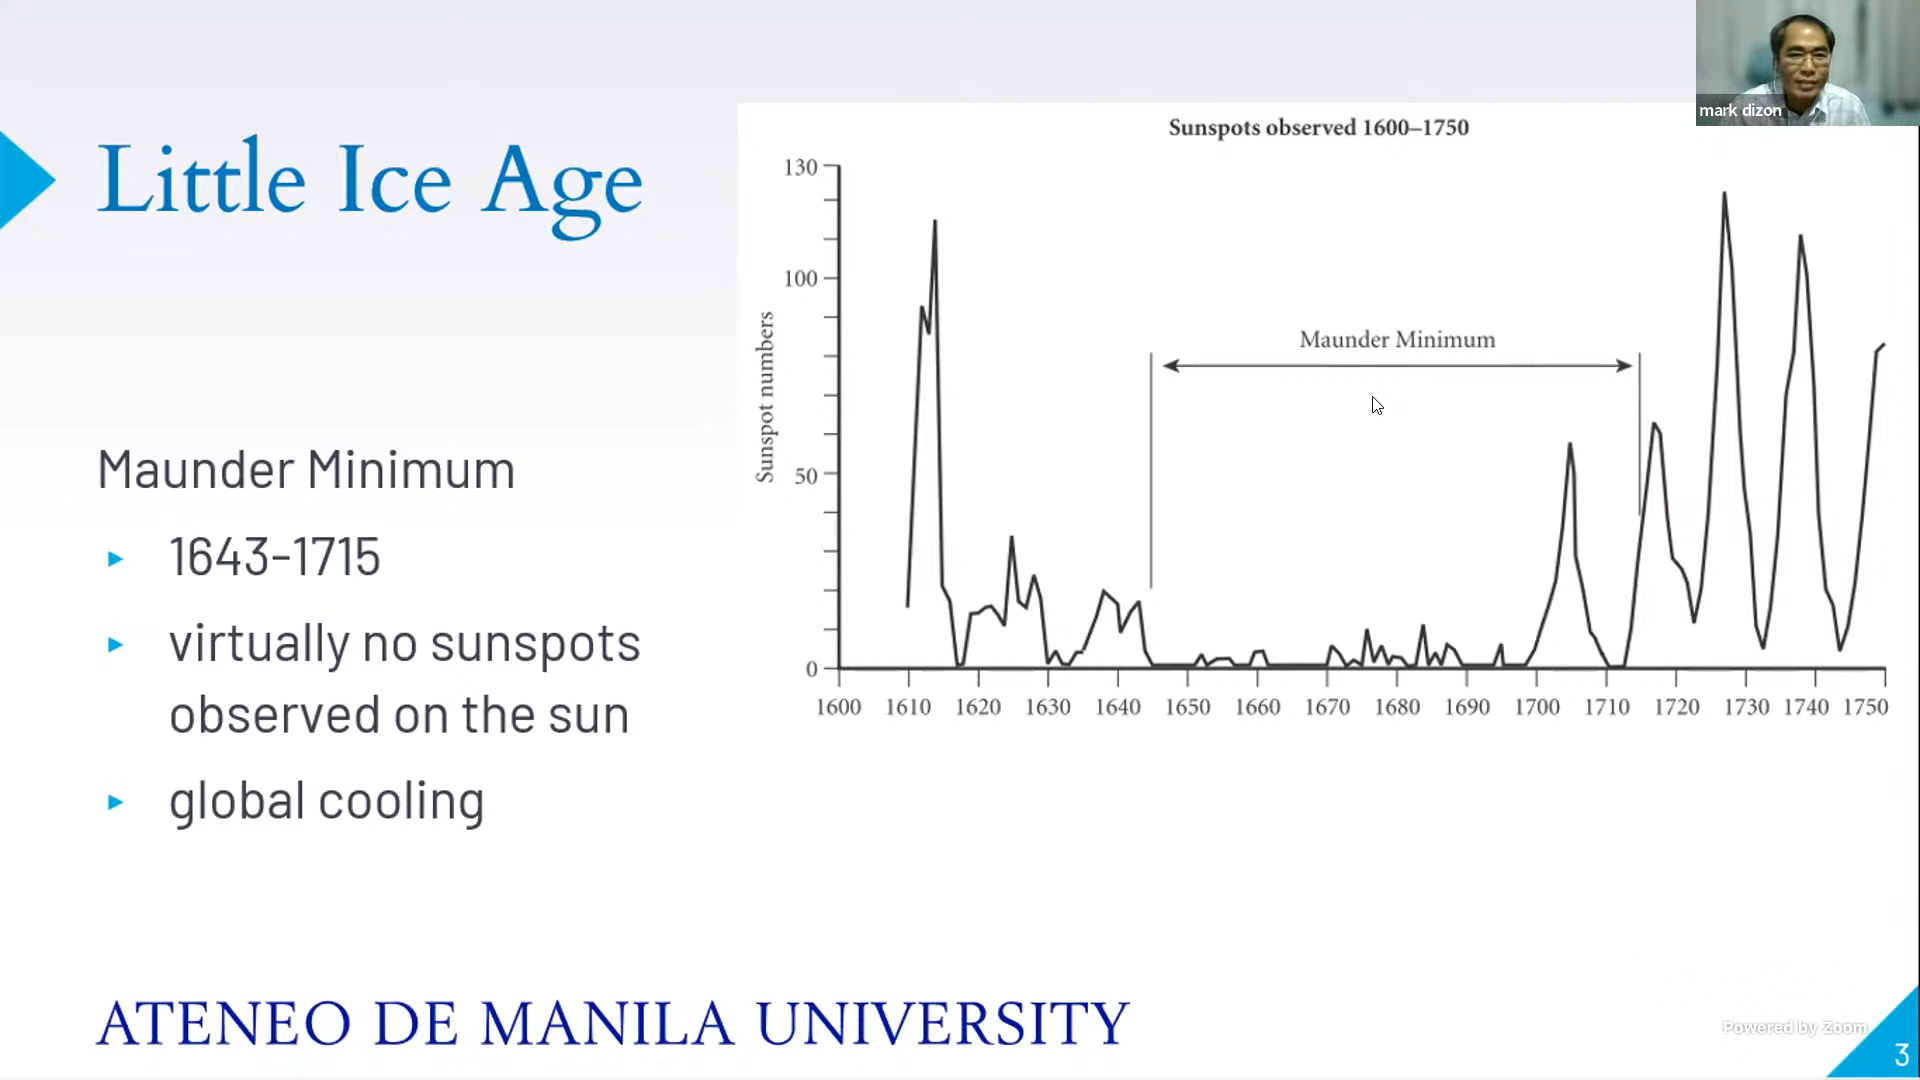 mark dizon
Little Ice Age
Maunder Minimum
1643-1715
virtually no sunspots
observed on the sun
global cooling
Sunspots observed 1600–1750
Sunspot numbers
130
100
50
0
Maunder Minimum
1600 1610 1620 1630 1640 1650 1660 1670 1680 1690 1700 1710 1720 1730 1740 1750
ATENEO DE MANILA UNIVERSITY
Powered by Zoom
3